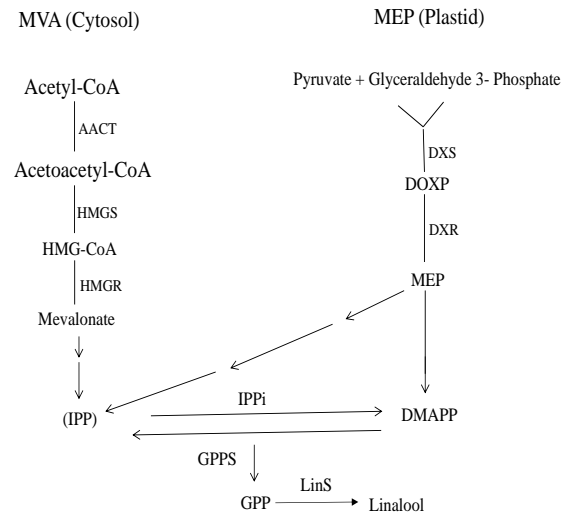 MVA (Cytosol)
MEP (Plastid)
Acetyl-CoA
Pyruvate + Glyceraldehyde 3- Phosphate
AACT
DXS
Acetoacetyl-CoA
DOXP
HMGS
DXR
HMG-CoA
HMGR
MEP
Mevalonate
IPPi
(IPP)
DMAPP
GPPS
LinS
GPP
Linalool